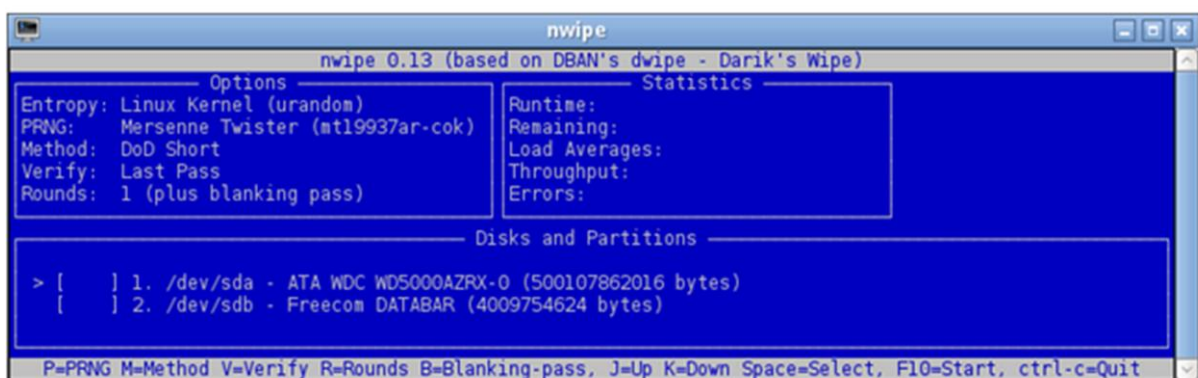 nwipe
nwipe 0.13 (based on DBAN's dwipe - Darik's Wipe)
Options
Entropy: Linux Kernel (urandom)
PRNG: Mersenne Twister (mt19937ar-cok)
Method: DoD Short
Verify: Last Pass
Rounds: 1 (plus blanking pass)
Statistics
Runtime:
Remaining:
Load Averages:
Throughput:
Errors:
Disks and Partitions
> [ ] 1. /dev/sda - ATA WDC WD5000AZRX-0 (500107862016 bytes)
[ ] 2. /dev/sdb - Freecom DATABAR (4009754624 bytes)
P=PRNG M=Method V=Verify R=Rounds B=Blanking-pass, J=Up K=Down Space=Select, F10=Start, ctrl-c=Quit